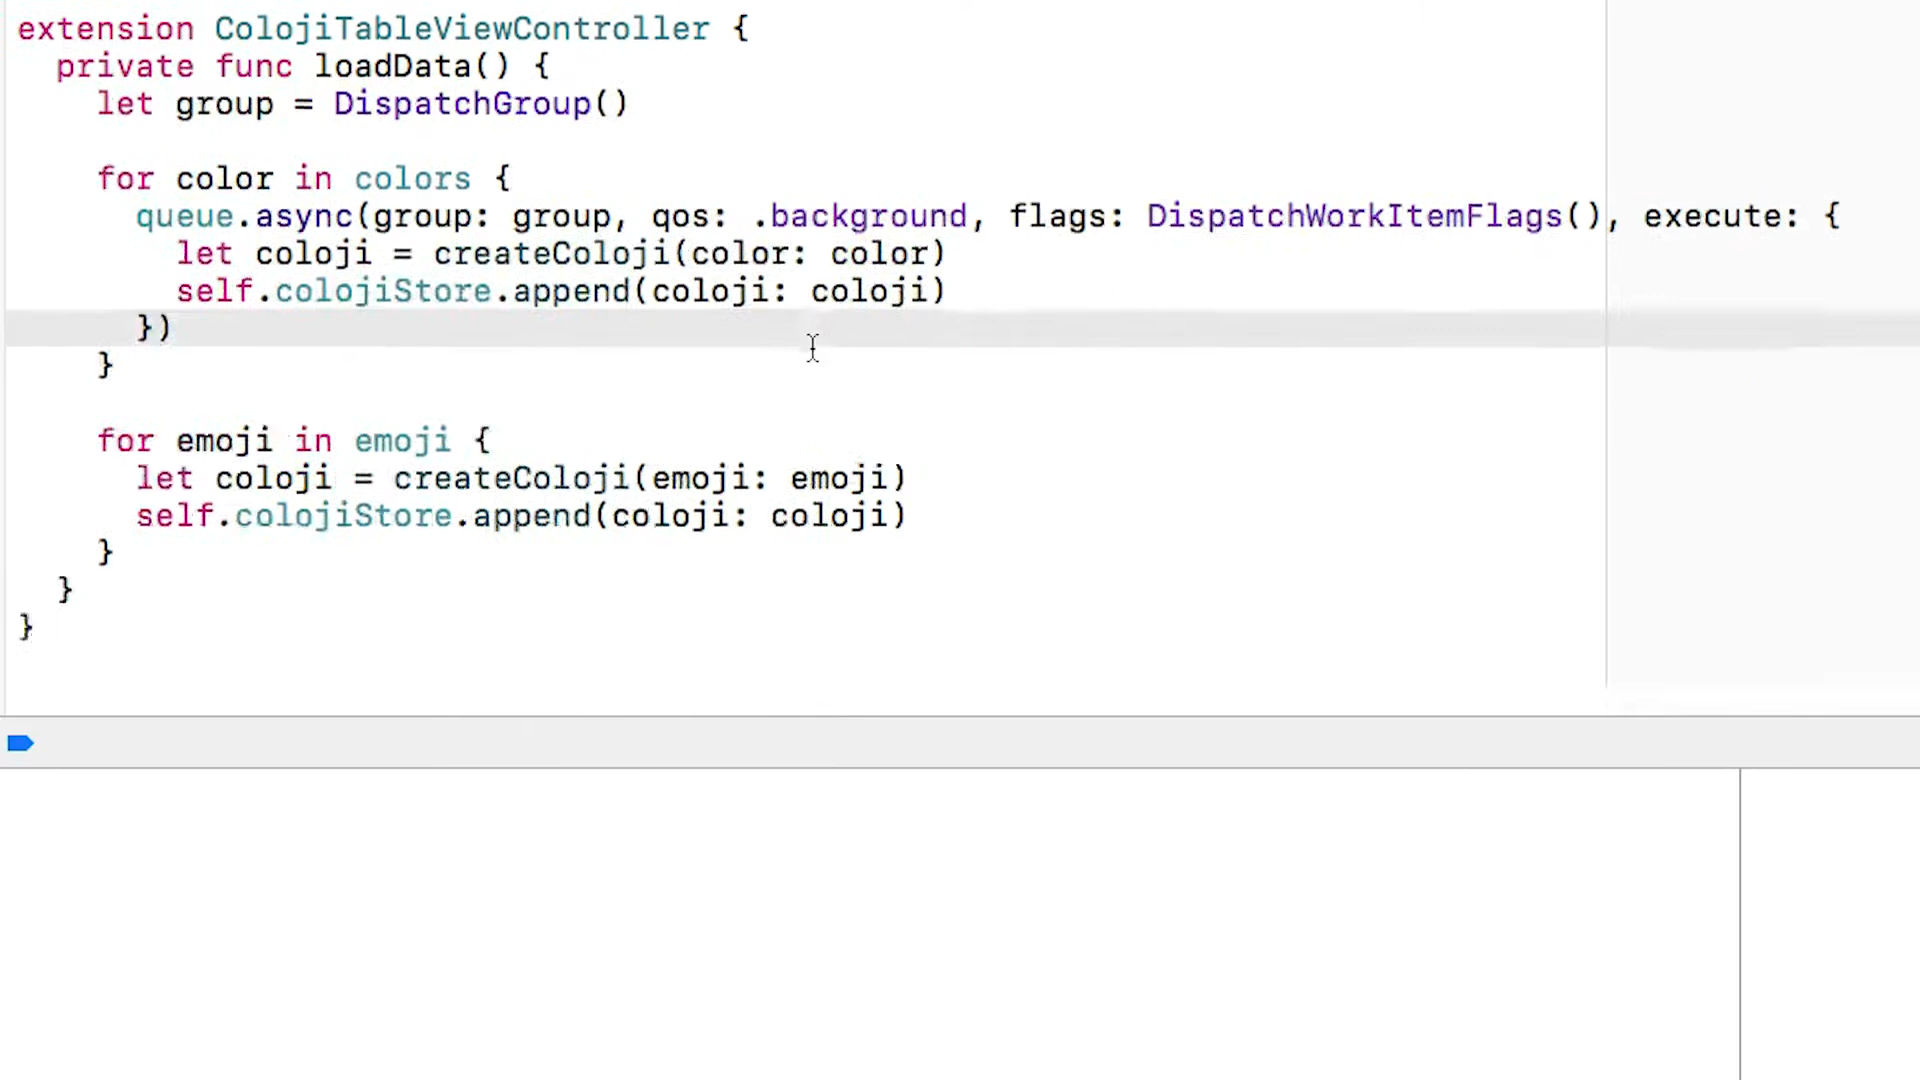 extension ColojiTableViewController {
private func loadData() {
let group = DispatchGroup()
for color in colors {
queue.async(group: group, qos: .background, flags: DispatchWorkItemFlags(), execute: {
let coloji = createColoji(color: color)
self.colojiStore.append(coloji: coloji)
})
}
for emoji in emoji {
let coloji = createColoji(emoji: emoji)
self.colojiStore.append(coloji: coloji)
}
}
}